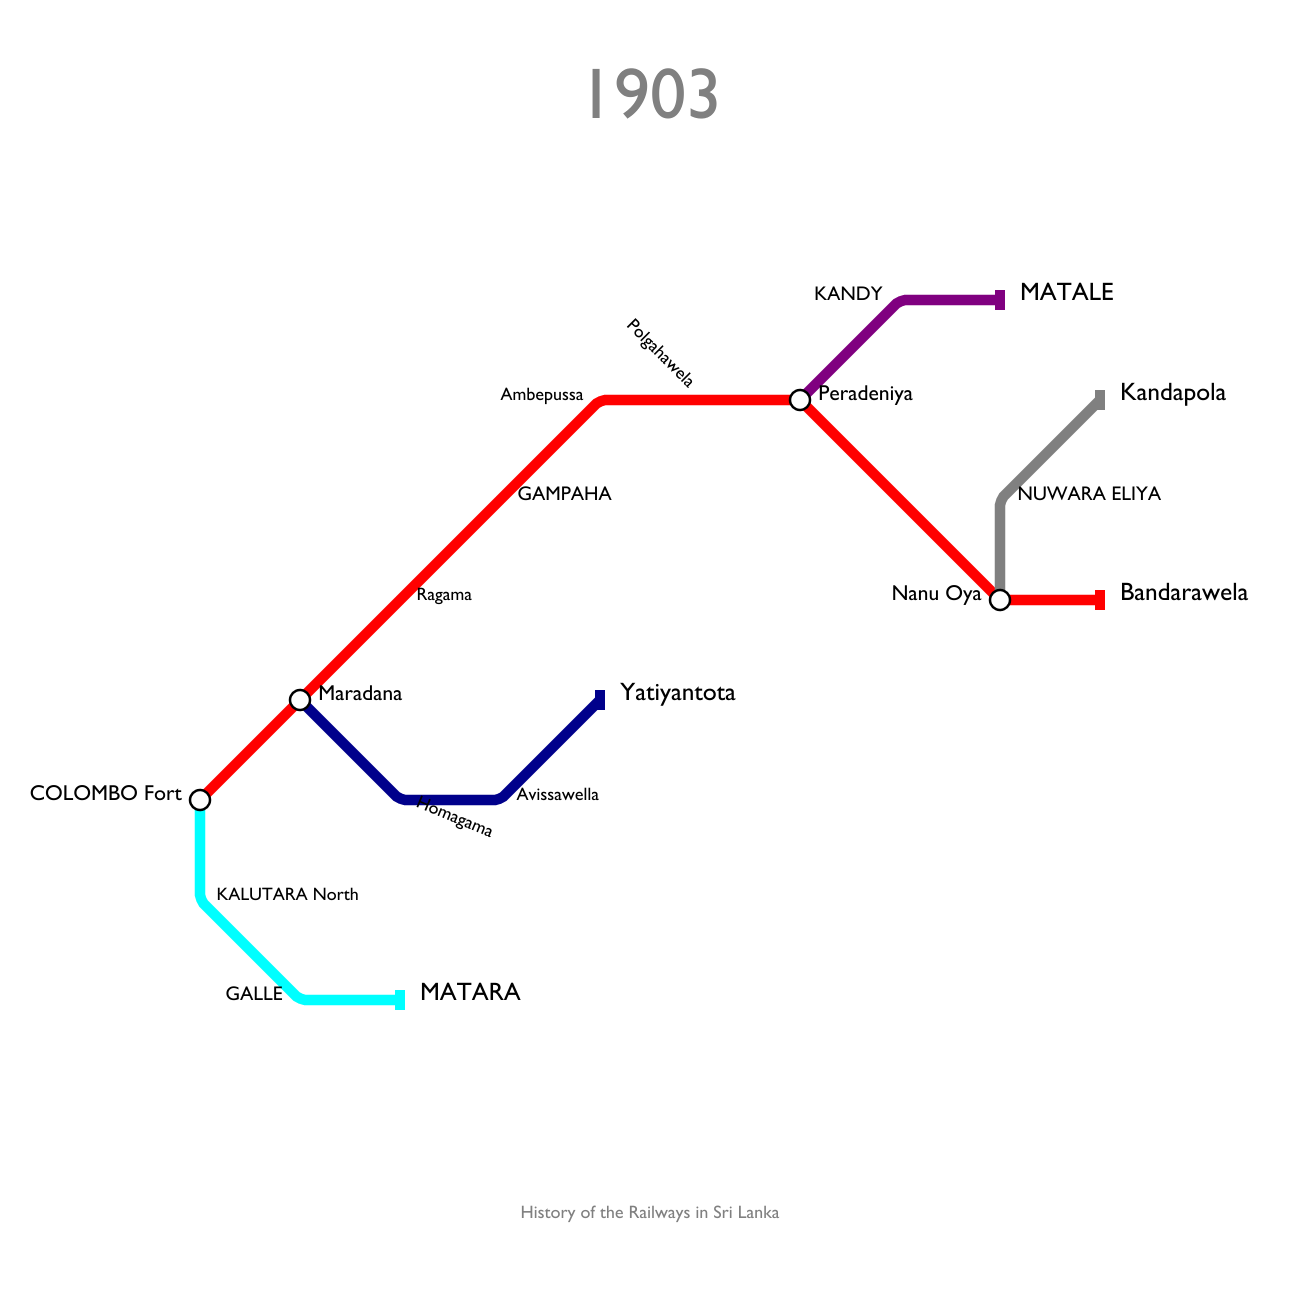 1903
KANDY
MATALE
Polgahawela
Ambepussa
Peradeniya
Kandapola
GAMPAHA
NUWARA ELIYA
Ragama
Nanu Oya
Bandarawela
Maradana
Yatiyantota
COLOMBO Fort
Homagama
Avissawella
KALUTARA North
GALLE
MATARA
History of the Railways in Sri Lanka